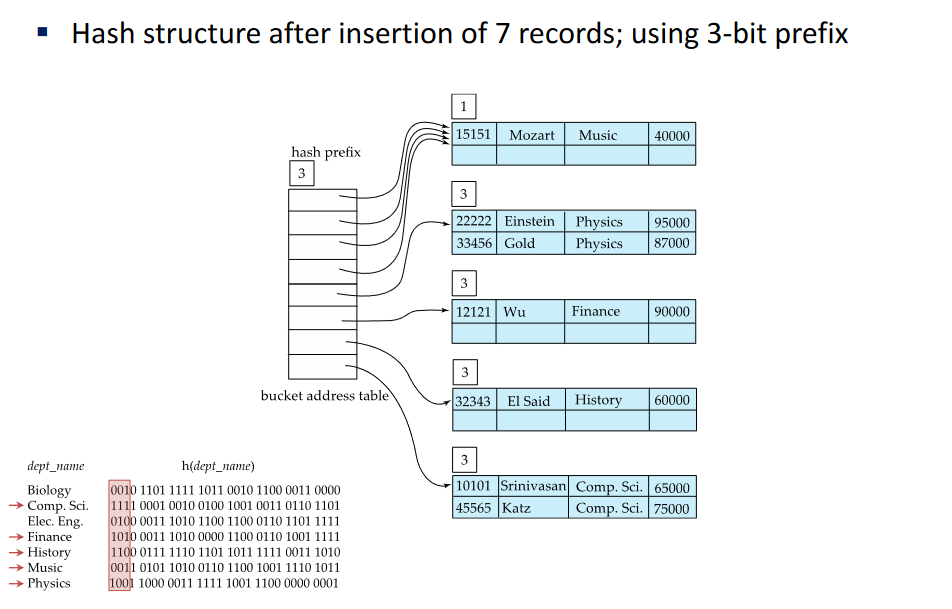 ▪ Hash structure after insertion of 7 records; using 3-bit prefix
hash prefix
3
bucket address table
1
15151 Mozart Music 40000
3
22222 Einstein Physics 95000
33456 Gold Physics 87000
3
12121 Wu Finance 90000
3
32343 El Said History 60000
3
10101 Srinivasan Comp. Sci. 65000
45565 Katz Comp. Sci. 75000
dept_name h(dept_name)
Biology 0010 1101 1111 1011 0010 1100 0011 0000
Comp. Sci. 1111 0001 0010 0100 1001 0011 0110 1101
Elec. Eng. 0100 0011 1010 1100 1100 0110 1101 1111
Finance 1010 0011 1010 0000 1100 0110 1001 1111
History 1100 0111 1110 1101 1011 1111 0011 1010
Music 0011 0101 1010 0110 1100 1001 1110 1011
Physics 1001 1000 0011 1111 1001 1100 0000 0001